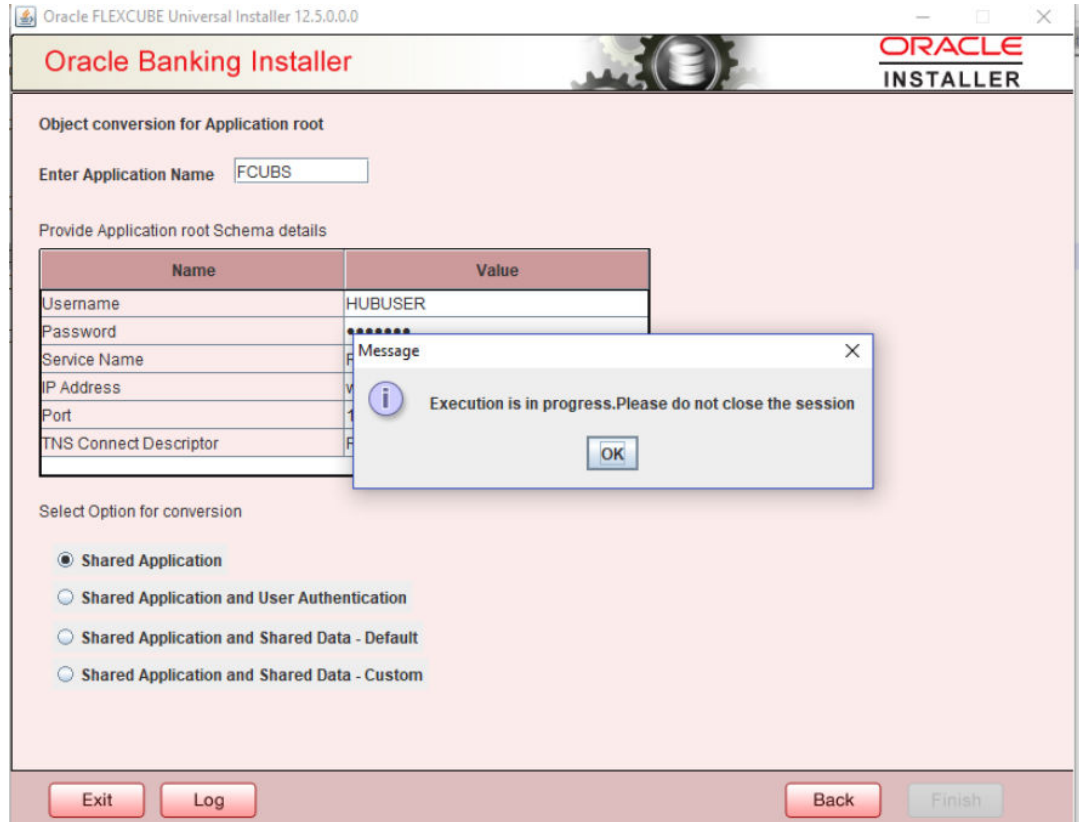 Oracle FLEXCUBE Universal Installer 12.5.0.0.0
Oracle Banking Installer
ORACLE
INSTALLER
Object conversion for Application root
Enter Application Name FCUBS
Provide Application root Schema details
Name Value
Username HUBUSER
Password •••••••
Service Name
IP Address
Port
TNS Connect Descriptor
Message
Execution is in progress.Please do not close the session
OK
Select Option for conversion
Shared Application
Shared Application and User Authentication
Shared Application and Shared Data - Default
Shared Application and Shared Data - Custom
Exit Log Back Finish